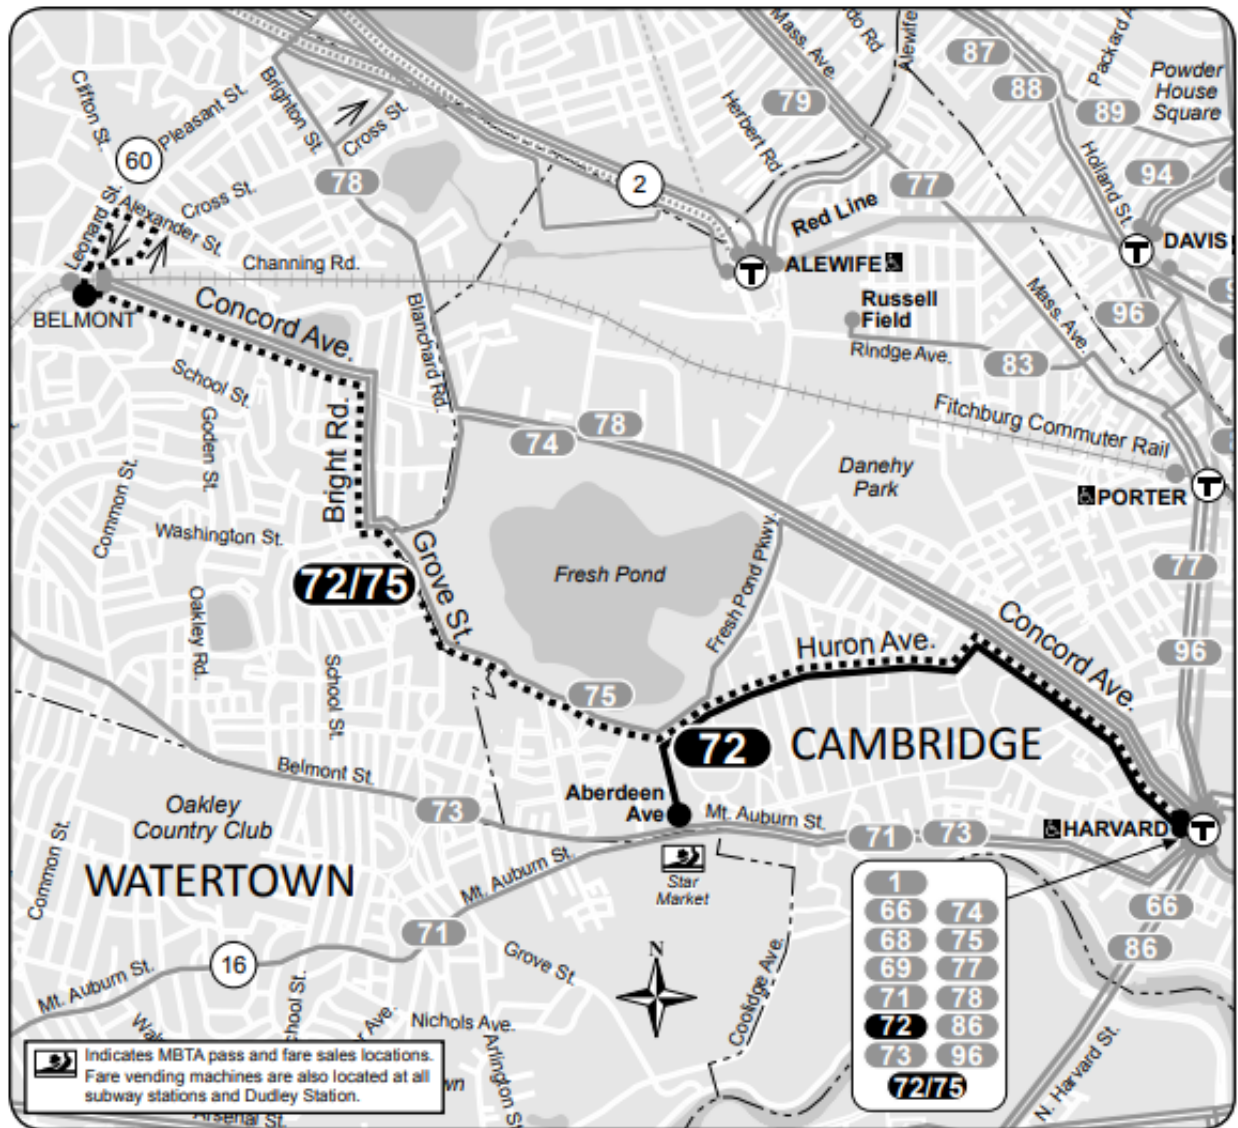 Mass. Ave.
do Rd
Alewife
87
Packard A
88
Powder
House
Square
89
79
Herbert Rd
Clifton St.
Pleasant St.
Brighton St.
Cross St.
60
78
2
77
Holland St.
94
Leonard St.
Alexander St.
Cross St.
Red Line
T
DAVIS
Channing Rd.
T
ALEWIFE
BELMONT
Concord Ave.
Blanchard Rd.
Russell
Field
Mass. Ave.
96
9
Rindge Ave.
83
School St.
Goden St.
Bright Rd.
74
78
Fitchburg Commuter Rail
Common St.
Danehy
Park
PORTER
T
Washington St.
72/75
Grove St.
Fresh Pond
Fresh Pond Pkwy.
77
Oakley Rd.
School St.
Huron Ave.
Concord Ave.
96
75
72
CAMBRIDGE
Belmont St.
Oakley
Country Club
73
Aberdeen
Ave
Mt. Auburn St.
71
73
HARVARD
T
Common St.
WATERTOWN
Mt. Auburn St.
Star
Market
1
66
74
68
75
69
77
71
78
72
86
73
96
72/75
66
86
71
16
Grove St.
N
Coolidge Ave.
Mt. Auburn St.
chool St.
r Ave.
Nichols Ave.
Arlington St.
N. Harvard St.
Indicates MBTA pass and fare sales locations.
Fare vending machines are also located at all
subway stations and Dudley Station.
wn
Arsenal St.